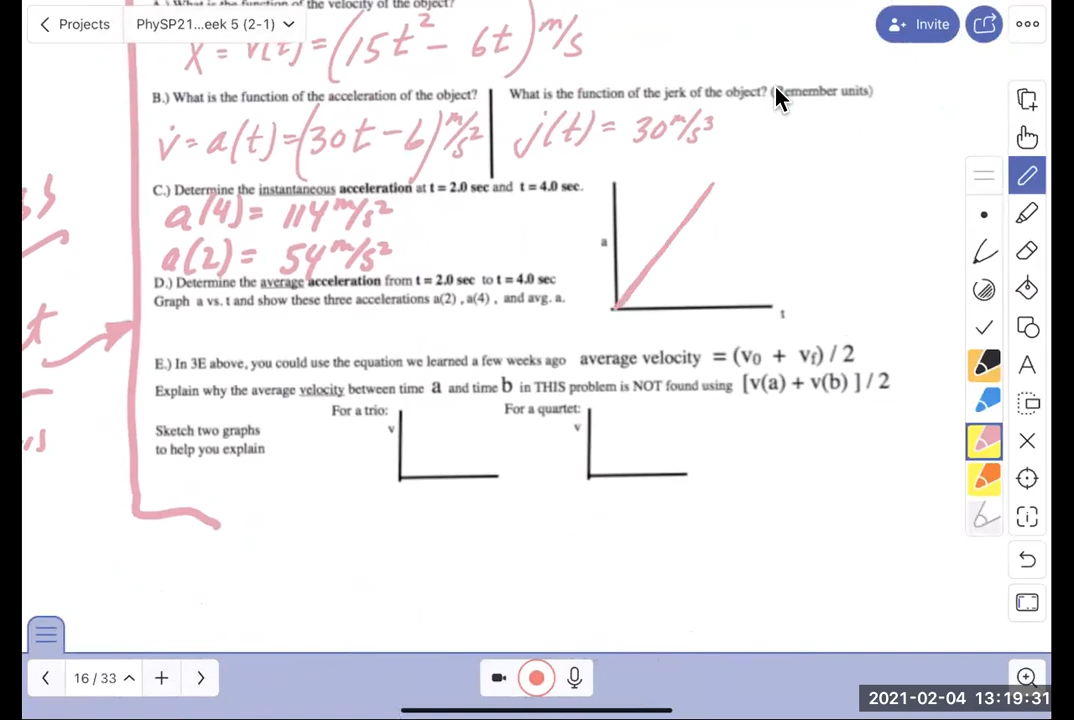 Projects
PhySP21...eek 5 (2-1)
Invite
the velocity of the object?
= v(t) = (15t² - 6t) m/s
B.) What is the function of the acceleration of the object?
What is the function of the jerk of the object? (Remember units)
v̇ = a(t) = (30t - 6) m/s²
j(t) = 30 m/s³
C.) Determine the instantaneous acceleration at t = 2.0 sec and t = 4.0 sec.
a(4) = 114 m/s²
a(2) = 54 m/s²
a
t
D.) Determine the average acceleration from t = 2.0 sec to t = 4.0 sec
Graph a vs. t and show these three accelerations a(2) , a(4) , and avg. a.
t
E.) In 3E above, you could use the equation we learned a few weeks ago average velocity = (v₀ + v_f) / 2
Explain why the average velocity between time a and time b in THIS problem is NOT found using [v(a) + v(b) ] / 2
For a trio:
For a quartet:
v
v
Sketch two graphs
to help you explain
16 / 33
2021-02-04 13:19:31